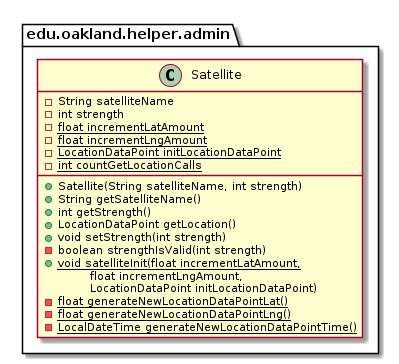 edu.oakland.helper.admin
C Satellite
String satelliteName
int strength
float incrementLatAmount
float incrementLngAmount
LocationDataPoint initLocationDataPoint
int countGetLocationCalls
Satellite(String satelliteName, int strength)
String getSatelliteName()
int getStrength()
LocationDataPoint getLocation()
void setStrength(int strength)
boolean strengthIsValid(int strength)
void satelliteInit(float incrementLatAmount,
float incrementLngAmount,
LocationDataPoint initLocationDataPoint)
float generateNewLocationDataPointLat()
float generateNewLocationDataPointLng()
LocalDateTime generateNewLocationDataPointTime()